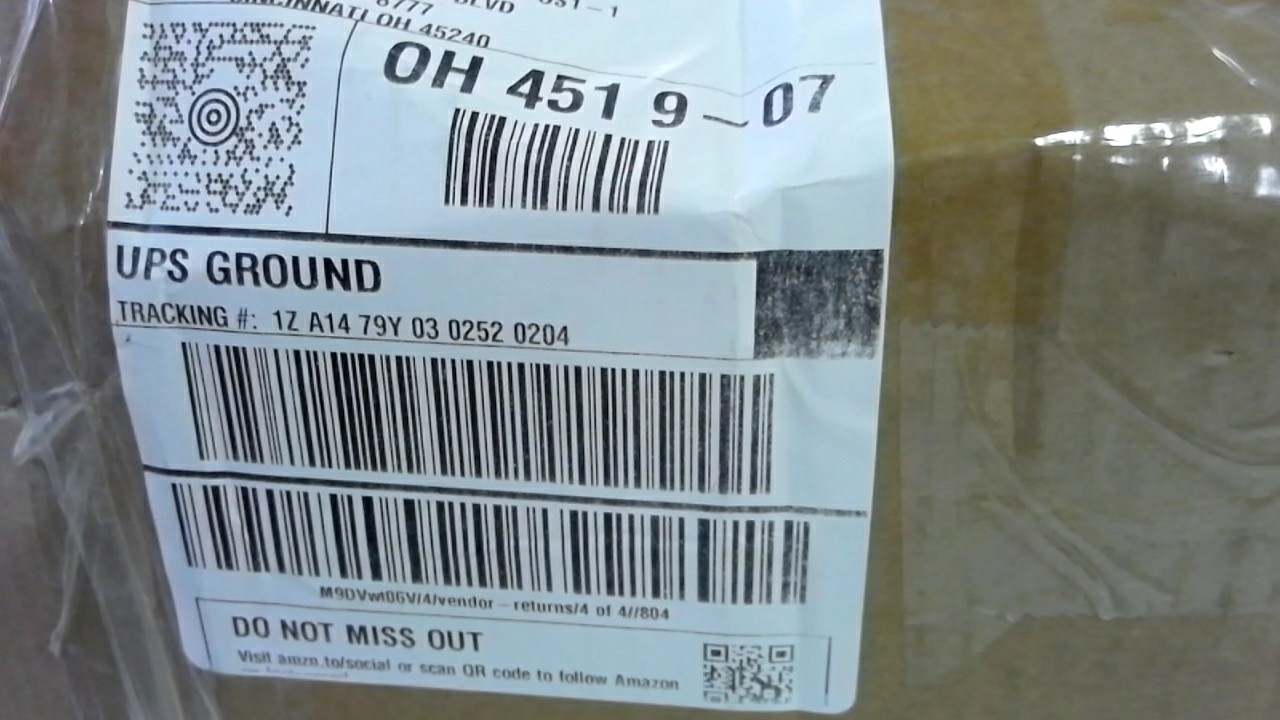 8777 BLVD
CINCINNATI OH 45240
OH 451 9-07
UPS GROUND
TRACKING #: 1Z A14 79Y 03 0252 0204
M9DVwt06V/4/vendor - returns/4 of 4//804
DO NOT MISS OUT
Visit amzn.to/social or scan QR code to follow Amazon